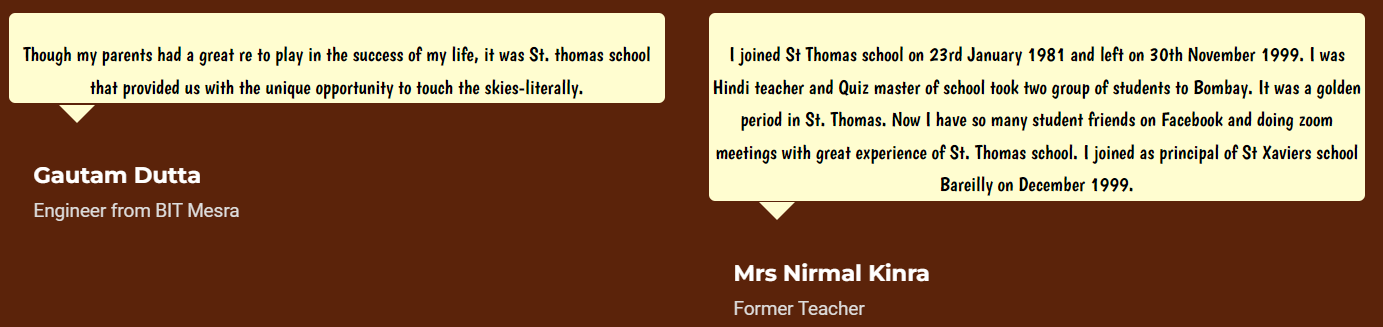 Though my parents had a great re to play in the success of my life, it was St. thomas school
that provided us with the unique opportunity to touch the skies-literally.
Gautam Dutta
Engineer from BIT Mesra
I joined St Thomas school on 23rd January 1981 and left on 30th November 1999. I was
Hindi teacher and Quiz master of school took two group of students to Bombay. It was a golden
period in St. Thomas. Now I have so many student friends on Facebook and doing zoom
meetings with great experience of St. Thomas school. I joined as principal of St Xaviers school
Bareilly on December 1999.
Mrs Nirmal Kinra
Former Teacher